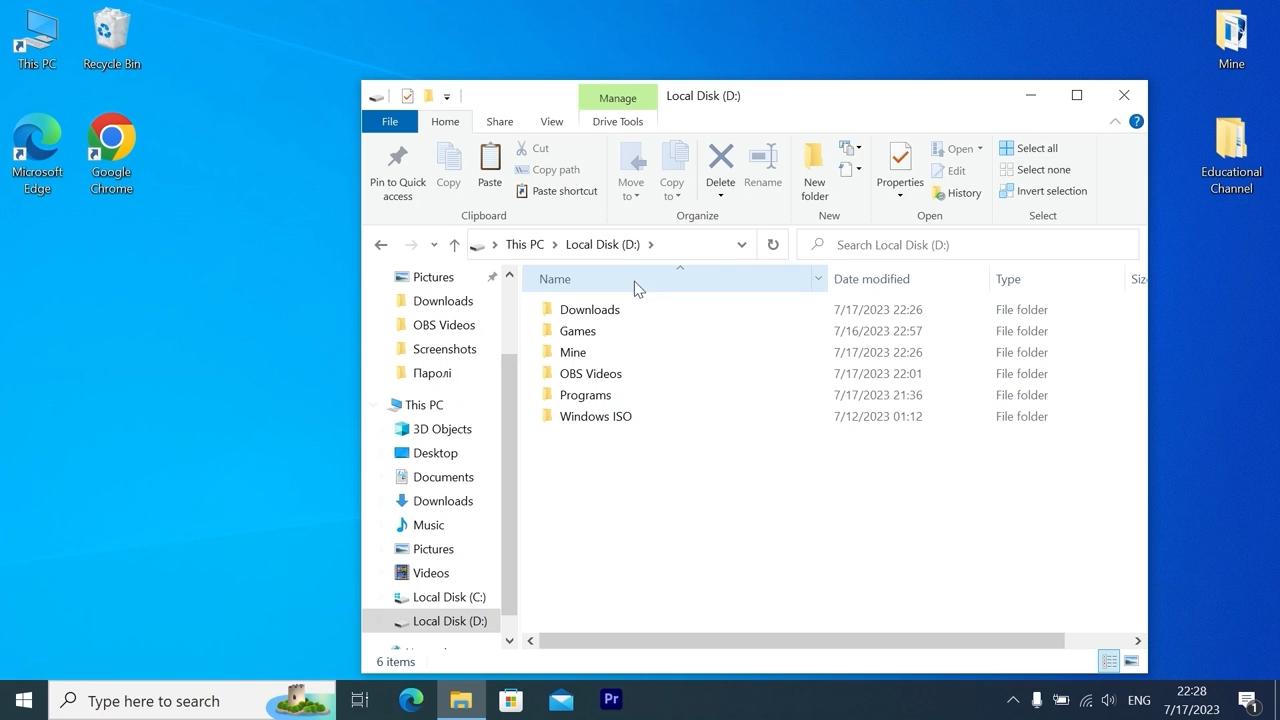 This PC
Recycle Bin
Mine
Microsoft
Edge
Google
Chrome
Educational
Channel
Manage
Local Disk (D:)
File
Home
Share
View
Drive Tools
Pin to Quick
access
Copy
Paste
Cut
Copy path
Paste shortcut
Clipboard
Move
to
Copy
to
Delete
Rename
Organize
New
folder
New
Properties
Open
Edit
History
Open
Select all
Select none
Invert selection
Select
This PC
Local Disk (D:)
Search Local Disk (D:)
Name
Date modified
Type
Siz
Pictures
Downloads
OBS Videos
Screenshots
Паролі
This PC
3D Objects
Desktop
Documents
Downloads
Music
Pictures
Videos
Local Disk (C:)
Local Disk (D:)
Downloads 7/17/2023 22:26 File folder
Games 7/16/2023 22:57 File folder
Mine 7/17/2023 22:26 File folder
OBS Videos 7/17/2023 22:01 File folder
Programs 7/17/2023 21:36 File folder
Windows ISO 7/12/2023 01:12 File folder
6 items
Type here to search
Pr
ENG
22:28
7/17/2023
1